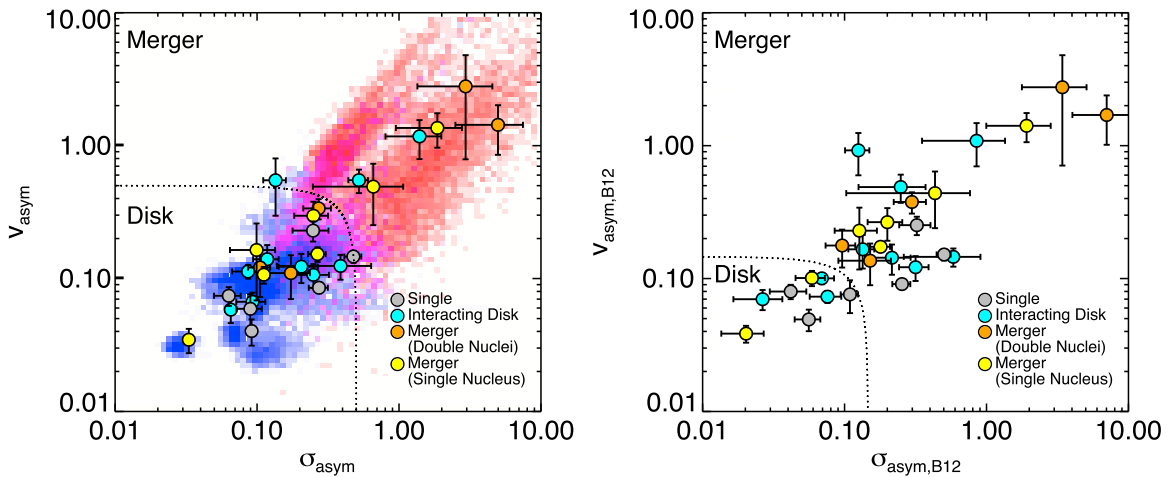 10.00
Merger
1.00
Disk
0.10
0.01
v_asym
Single
Interacting Disk
Merger
(Double Nuclei)
Merger
(Single Nucleus)
0.01 0.10 1.00 10.00
σ_asym
10.00
Merger
1.00
0.10
Disk
0.01
v_asym,B12
Single
Interacting Disk
Merger
(Double Nuclei)
Merger
(Single Nucleus)
0.01 0.10 1.00 10.00
σ_asym,B12